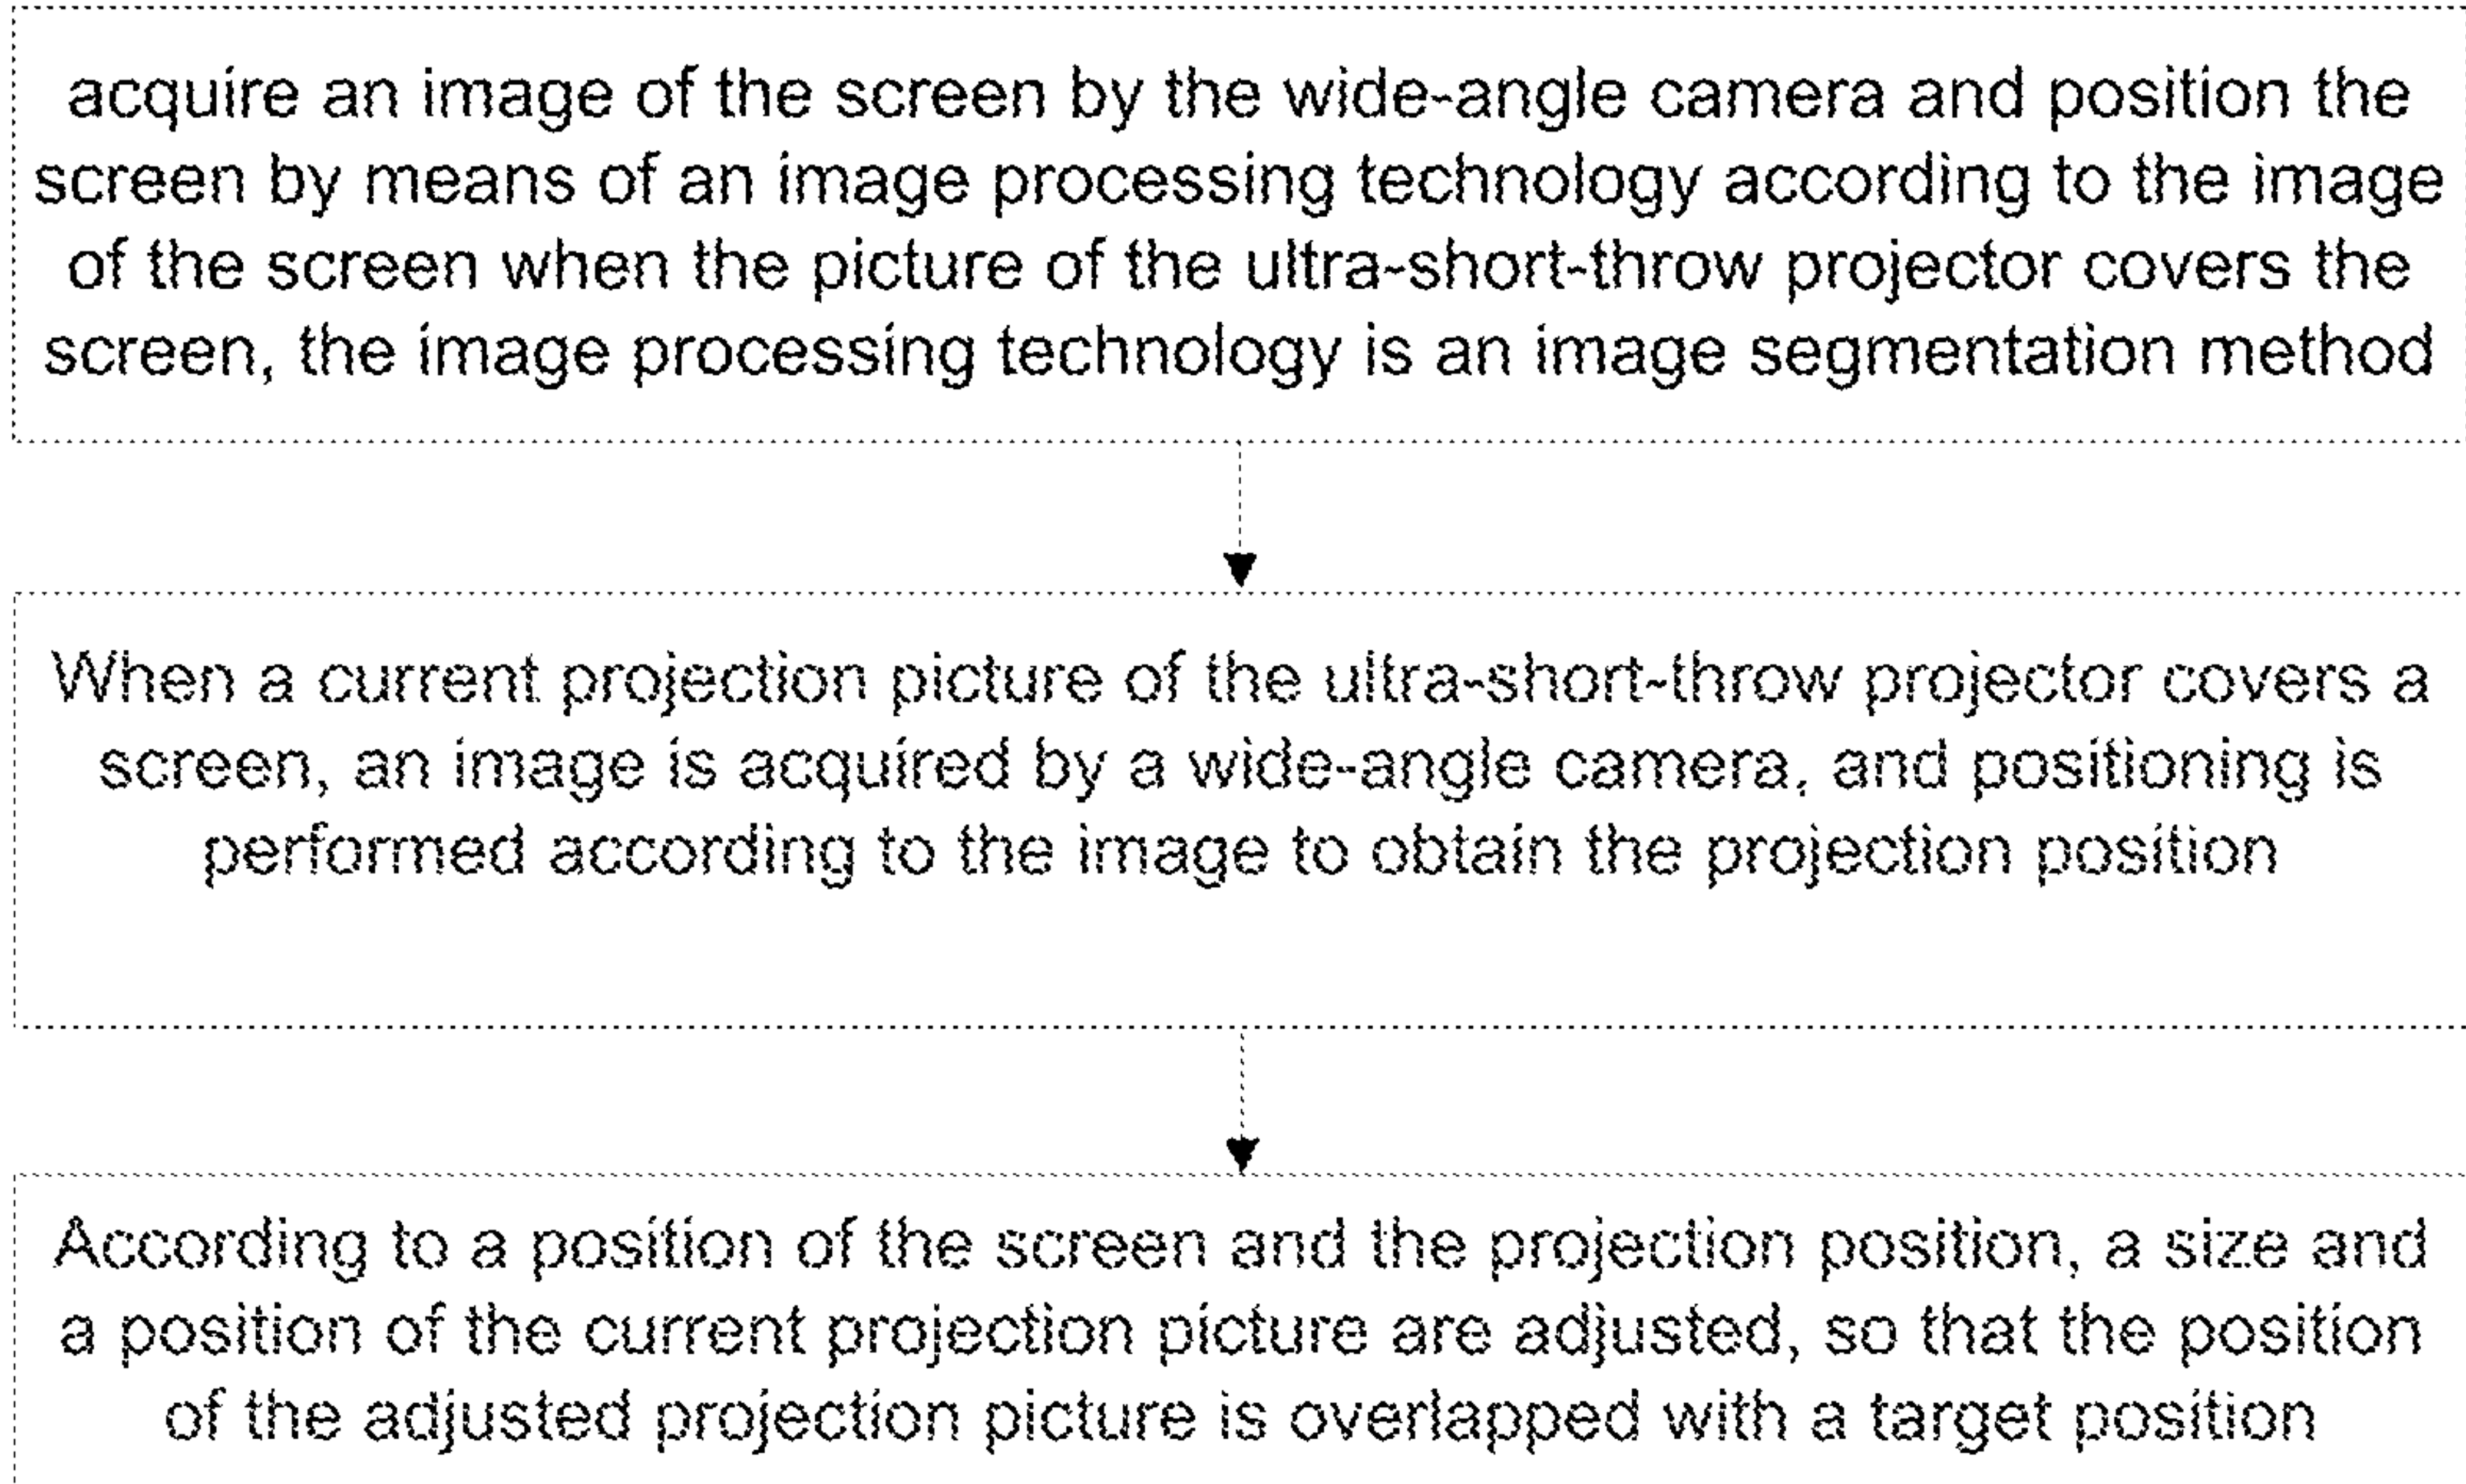 acquire an image of the screen by the wide-angle camera and position the
screen by means of an image processing technology according to the image
of the screen when the picture of the ultra-short-throw projector covers the
screen, the image processing technology is an image segmentation method
When a current projection picture of the ultra-short-throw projector covers a
screen, an image is acquired by a wide-angle camera, and positioning is
performed according to the image to obtain the projection position
According to a position of the screen and the projection position, a size and
a position of the current projection picture are adjusted, so that the position
of the adjusted projection picture is overlapped with a target position